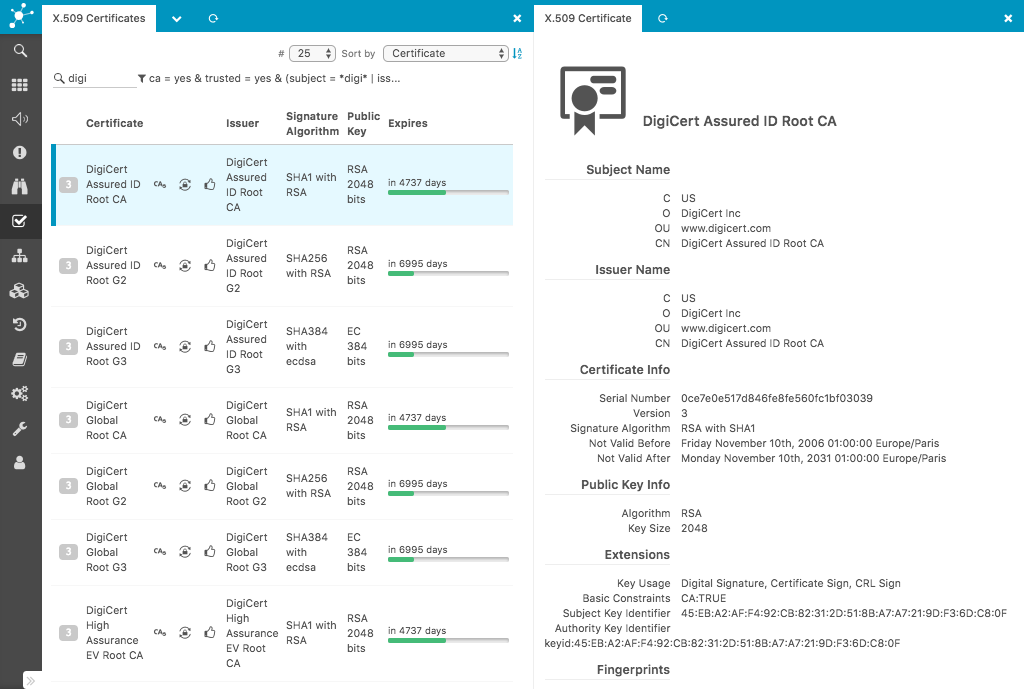 X.509 Certificates
X.509 Certificate
# 25 Sort by Certificate
digi
ca = yes & trusted = yes & (subject = *digi* | iss...
Certificate
Issuer
Signature
Algorithm
Public
Key
Expires
3
DigiCert
Assured ID
Root CA
CA6
DigiCert
Assured
ID Root
CA
SHA1 with
RSA
RSA
2048
bits
in 4737 days
3
DigiCert
Assured ID
Root G2
CA6
DigiCert
Assured
ID Root
G2
SHA256
with RSA
RSA
2048
bits
in 6995 days
3
DigiCert
Assured ID
Root G3
CA6
DigiCert
Assured
ID Root
G3
SHA384
with
ecdsa
EC
384
bits
in 6995 days
3
DigiCert
Global
Root CA
CA6
DigiCert
Global
Root CA
SHA1 with
RSA
RSA
2048
bits
in 4737 days
3
DigiCert
Global
Root G2
CA6
DigiCert
Global
Root G2
SHA256
with RSA
RSA
2048
bits
in 6995 days
3
DigiCert
Global
Root G3
CA6
DigiCert
Global
Root G3
SHA384
with
ecdsa
EC
384
bits
in 6995 days
3
DigiCert
High
Assurance
EV Root CA
CA6
DigiCert
High
Assurance
EV Root
CA
SHA1 with
RSA
RSA
2048
bits
in 4737 days
DigiCert Assured ID Root CA
Subject Name
C US
O DigiCert Inc
OU www.digicert.com
CN DigiCert Assured ID Root CA
Issuer Name
C US
O DigiCert Inc
OU www.digicert.com
CN DigiCert Assured ID Root CA
Certificate Info
Serial Number 0ce7e0e517d846fe8fe560fc1bf03039
Version 3
Signature Algorithm RSA with SHA1
Not Valid Before Friday November 10th, 2006 01:00:00 Europe/Paris
Not Valid After Monday November 10th, 2031 01:00:00 Europe/Paris
Public Key Info
Algorithm RSA
Key Size 2048
Extensions
Key Usage Digital Signature, Certificate Sign, CRL Sign
Basic Constraints CA:TRUE
Subject Key Identifier 45:EB:A2:AF:F4:92:CB:82:31:2D:51:8B:A7:A7:21:9D:F3:6D:C8:0F
Authority Key Identifier
keyid:45:EB:A2:AF:F4:92:CB:82:31:2D:51:8B:A7:A7:21:9D:F3:6D:C8:0F
Fingerprints